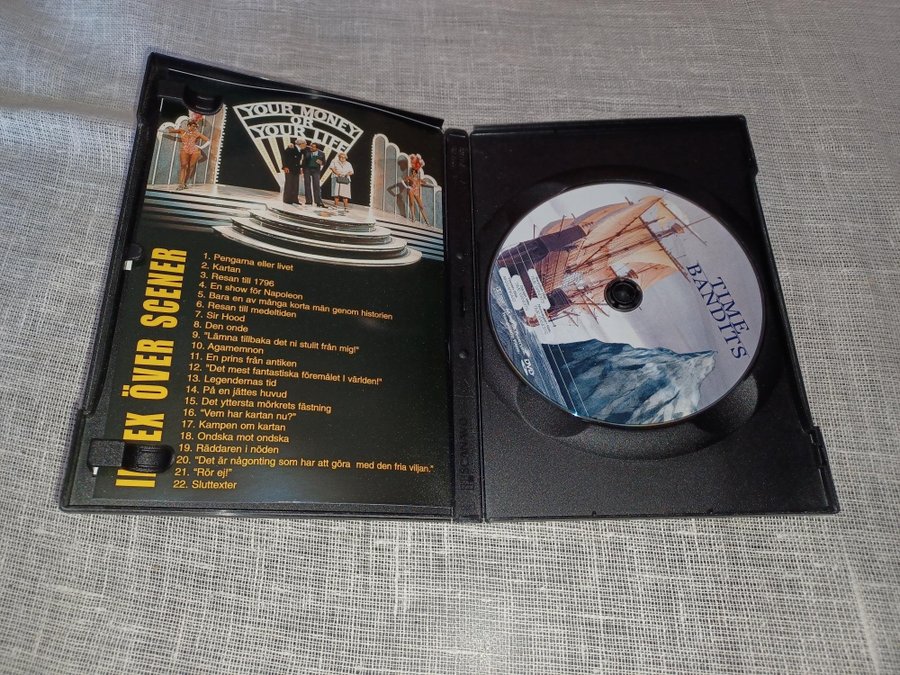 YOUR MONEY
OR
YOUR LIFE
INDEX ÖVER SCENER
1. Pengarna eller livet
2. Kartan
3. Resan till 1796
4. En show för Napoleon
5. Bara en av många korta män genom historien
6. Resan till medeltiden
7. Sir Hood
8. Den onde
9. "Lämna tillbaka det ni stulit från mig!"
10. Agamemnon
11. En prins från antiken
12. "Det mest fantastiska föremålet I världen!"
13. Legendernas tid
14. På en jättes huvud
15. Det yttersta mörkrets fästning
16. "Vem har kartan nu?"
17. Kampen om kartan
18. Ondska mot ondska
19. Räddaren i nöden
20. "Det är någonting som har att göra med den fria viljan."
21. "Rör ej!"
22. Sluttexter
TIME
BANDITS
DVD